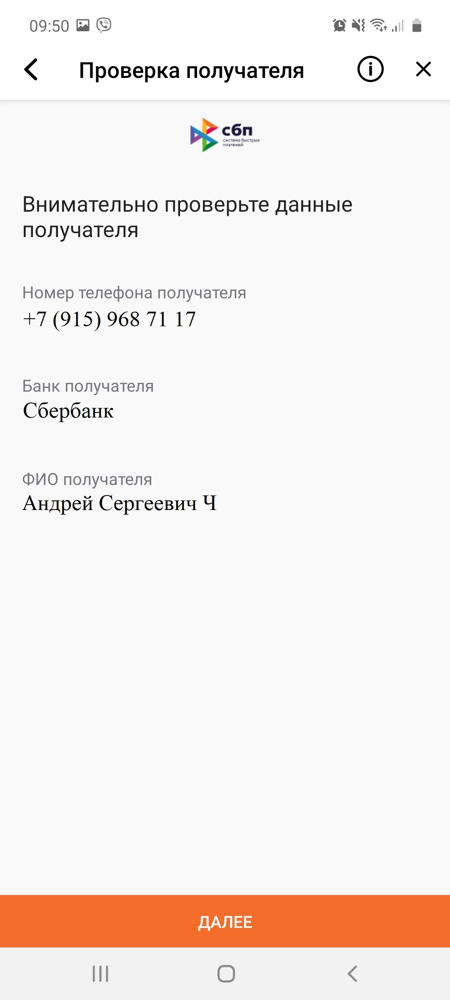 09:50
Проверка получателя
сбп
система быстрых
платежей
Внимательно проверьте данные
получателя
Номер телефона получателя
+7 (915) 968 71 17
Банк получателя
Сбербанк
ФИО получателя
Андрей Сергеевич Ч
ДАЛЕЕ